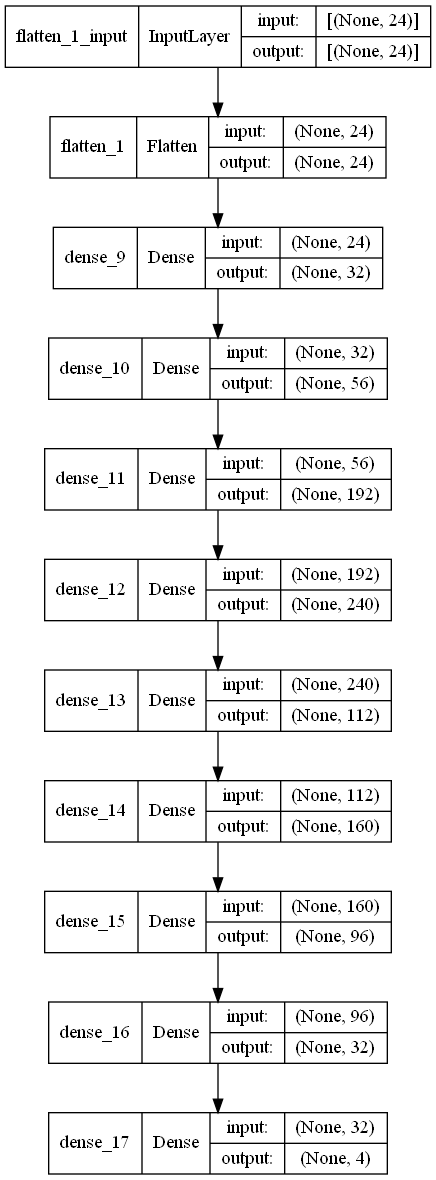 flatten_1_input InputLayer input: [(None, 24)]
output: [(None, 24)]
flatten_1 Flatten input: (None, 24)
output: (None, 24)
dense_9 Dense input: (None, 24)
output: (None, 32)
dense_10 Dense input: (None, 32)
output: (None, 56)
dense_11 Dense input: (None, 56)
output: (None, 192)
dense_12 Dense input: (None, 192)
output: (None, 240)
dense_13 Dense input: (None, 240)
output: (None, 112)
dense_14 Dense input: (None, 112)
output: (None, 160)
dense_15 Dense input: (None, 160)
output: (None, 96)
dense_16 Dense input: (None, 96)
output: (None, 32)
dense_17 Dense input: (None, 32)
output: (None, 4)